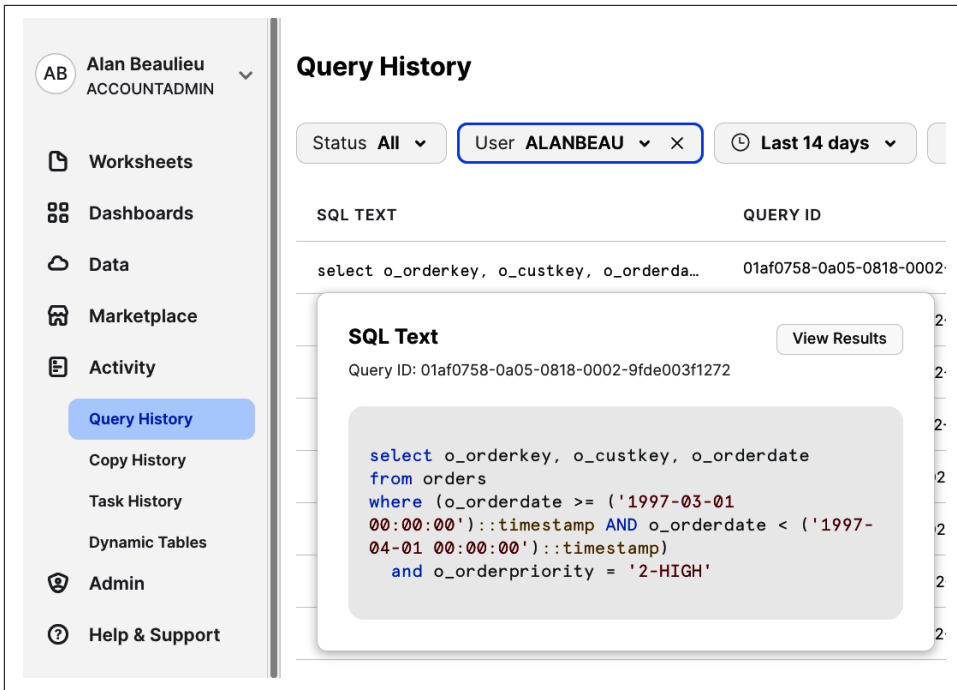 AB
Alan Beaulieu
ACCOUNTADMIN
Worksheets
Dashboards
Data
Marketplace
Activity
Query History
Copy History
Task History
Dynamic Tables
Admin
Help & Support
Query History
Status All
User ALANBEAU
Last 14 days
SQL TEXT QUERY ID
select o_orderkey, o_custkey, o_orderda… 01af0758-0a05-0818-0002-
SQL Text
View Results
Query ID: 01af0758-0a05-0818-0002-9fde003f1272
select o_orderkey, o_custkey, o_orderdate
from orders
where (o_orderdate >= ('1997-03-01
00:00:00')::timestamp AND o_orderdate < ('1997-
04-01 00:00:00')::timestamp)
and o_orderpriority = '2-HIGH'